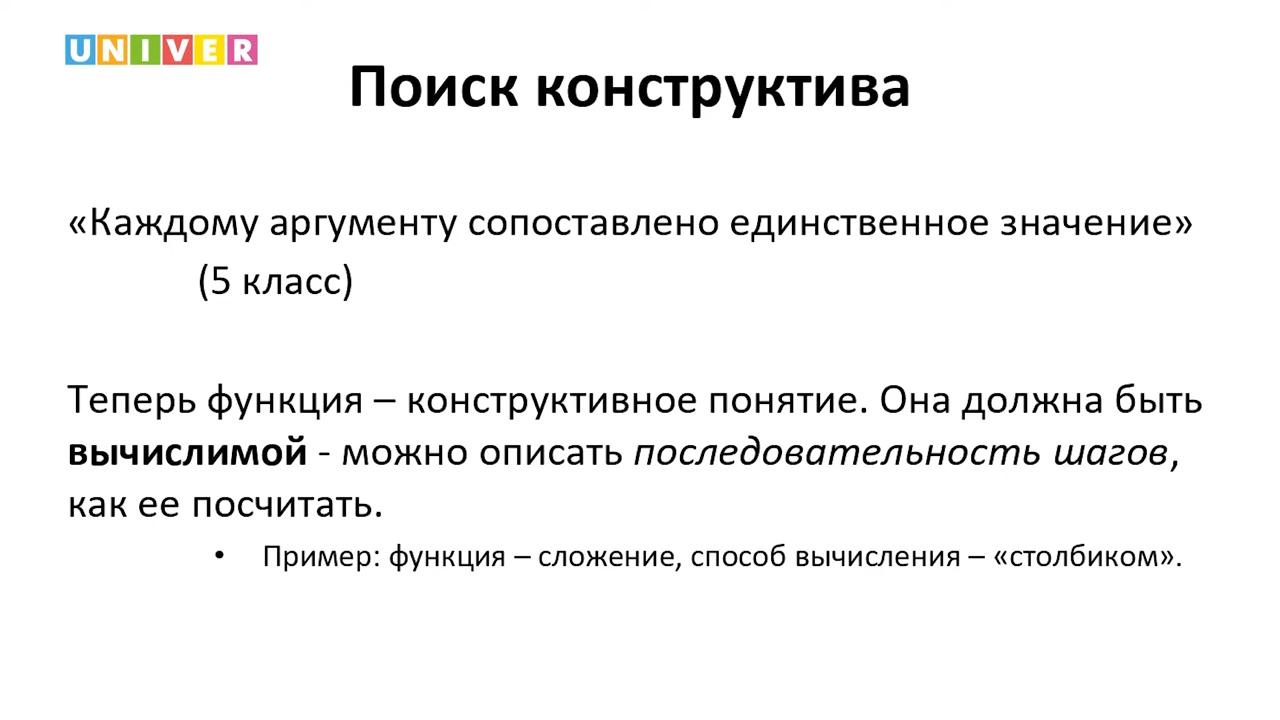 UNIVER
Поиск конструктива
«Каждому аргументу сопоставлено единственное значение»
(5 класс)
Теперь функция – конструктивное понятие. Она должна быть
вычислимой - можно описать последовательность шагов,
как ее посчитать.
• Пример: функция – сложение, способ вычисления – «столбиком».